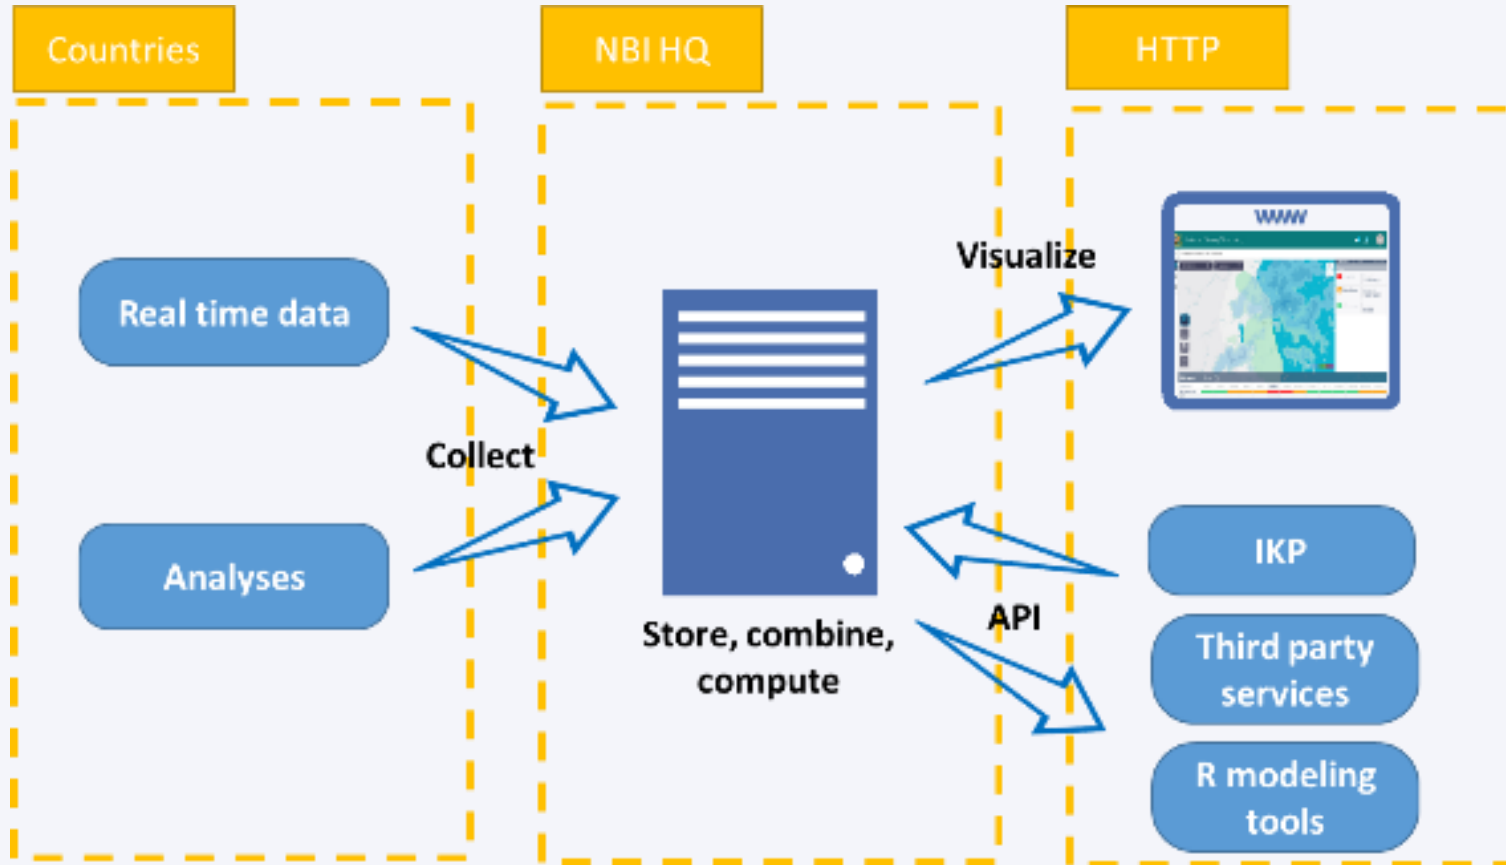 Countries
NBI HQ
HTTP
Real time data
Analyses
Collect
Store, combine,
compute
Visualize
www
API
IKP
Third party
services
R modeling
tools